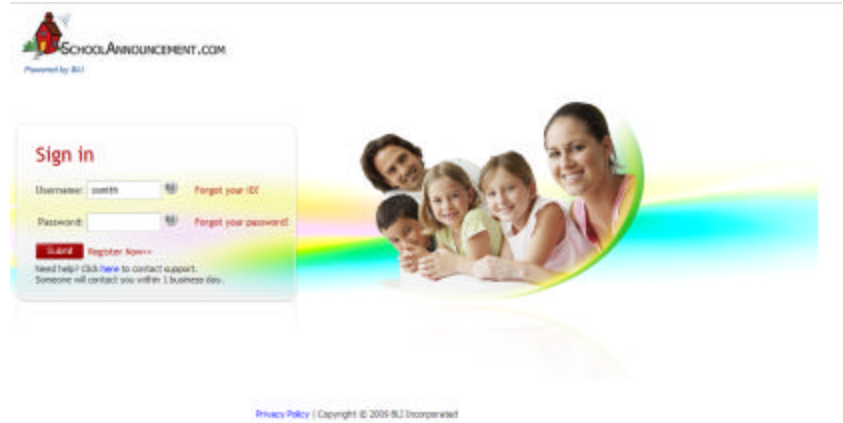 SCHOOLANNOUNCEMENT.COM
Powered by BLI
Sign in
Username: ssmith Forgot your ID?
Password: Forgot your password?
Submit Register Now>>
Need help? Click here to contact support.
Someone will contact you within 1 business day.
Privacy Policy | Copyright © 2009 BLI Incorporated